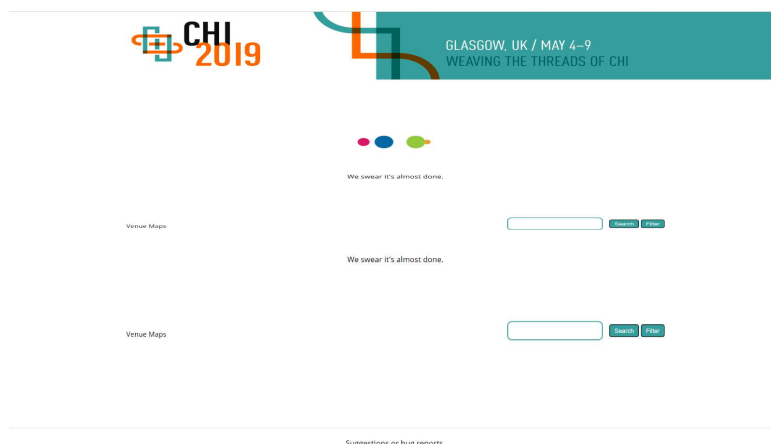 CHI
2019
GLASGOW, UK / MAY 4–9
WEAVING THE THREADS OF CHI
We swear it's almost done.
Venue Maps
Search Filter
We swear it's almost done.
Venue Maps
Search Filter
Suggestions or bug reports